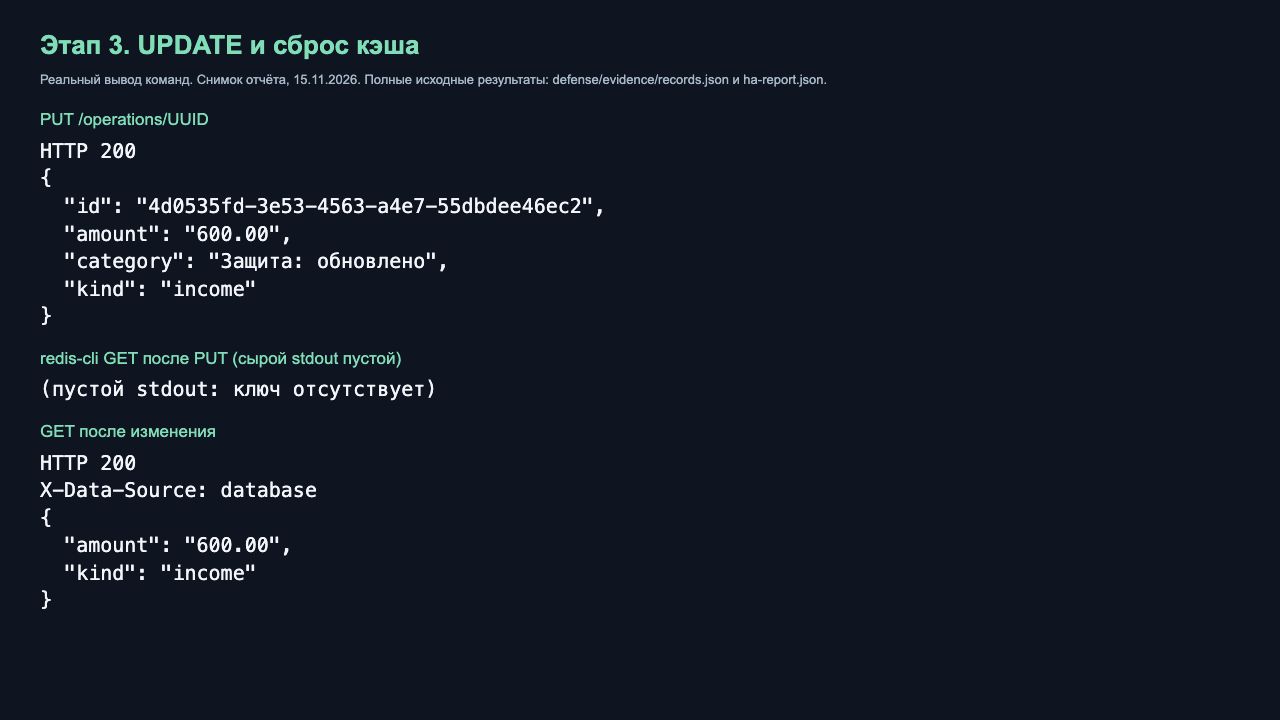 Этап 3. UPDATE и сброс кэша
Реальный вывод команд. Снимок отчёта, 15.11.2026. Полные исходные результаты: defense/evidence/records.json и ha-report.json.
PUT /operations/UUID
HTTP 200
{
  "id": "4d0535fd-3e53-4563-a4e7-55dbdee46ec2",
  "amount": "600.00",
  "category": "Защита: обновлено",
  "kind": "income"
}
redis-cli GET после PUT (сырой stdout пустой)
(пустой stdout: ключ отсутствует)
GET после изменения
HTTP 200
X-Data-Source: database
{
  "amount": "600.00",
  "kind": "income"
}